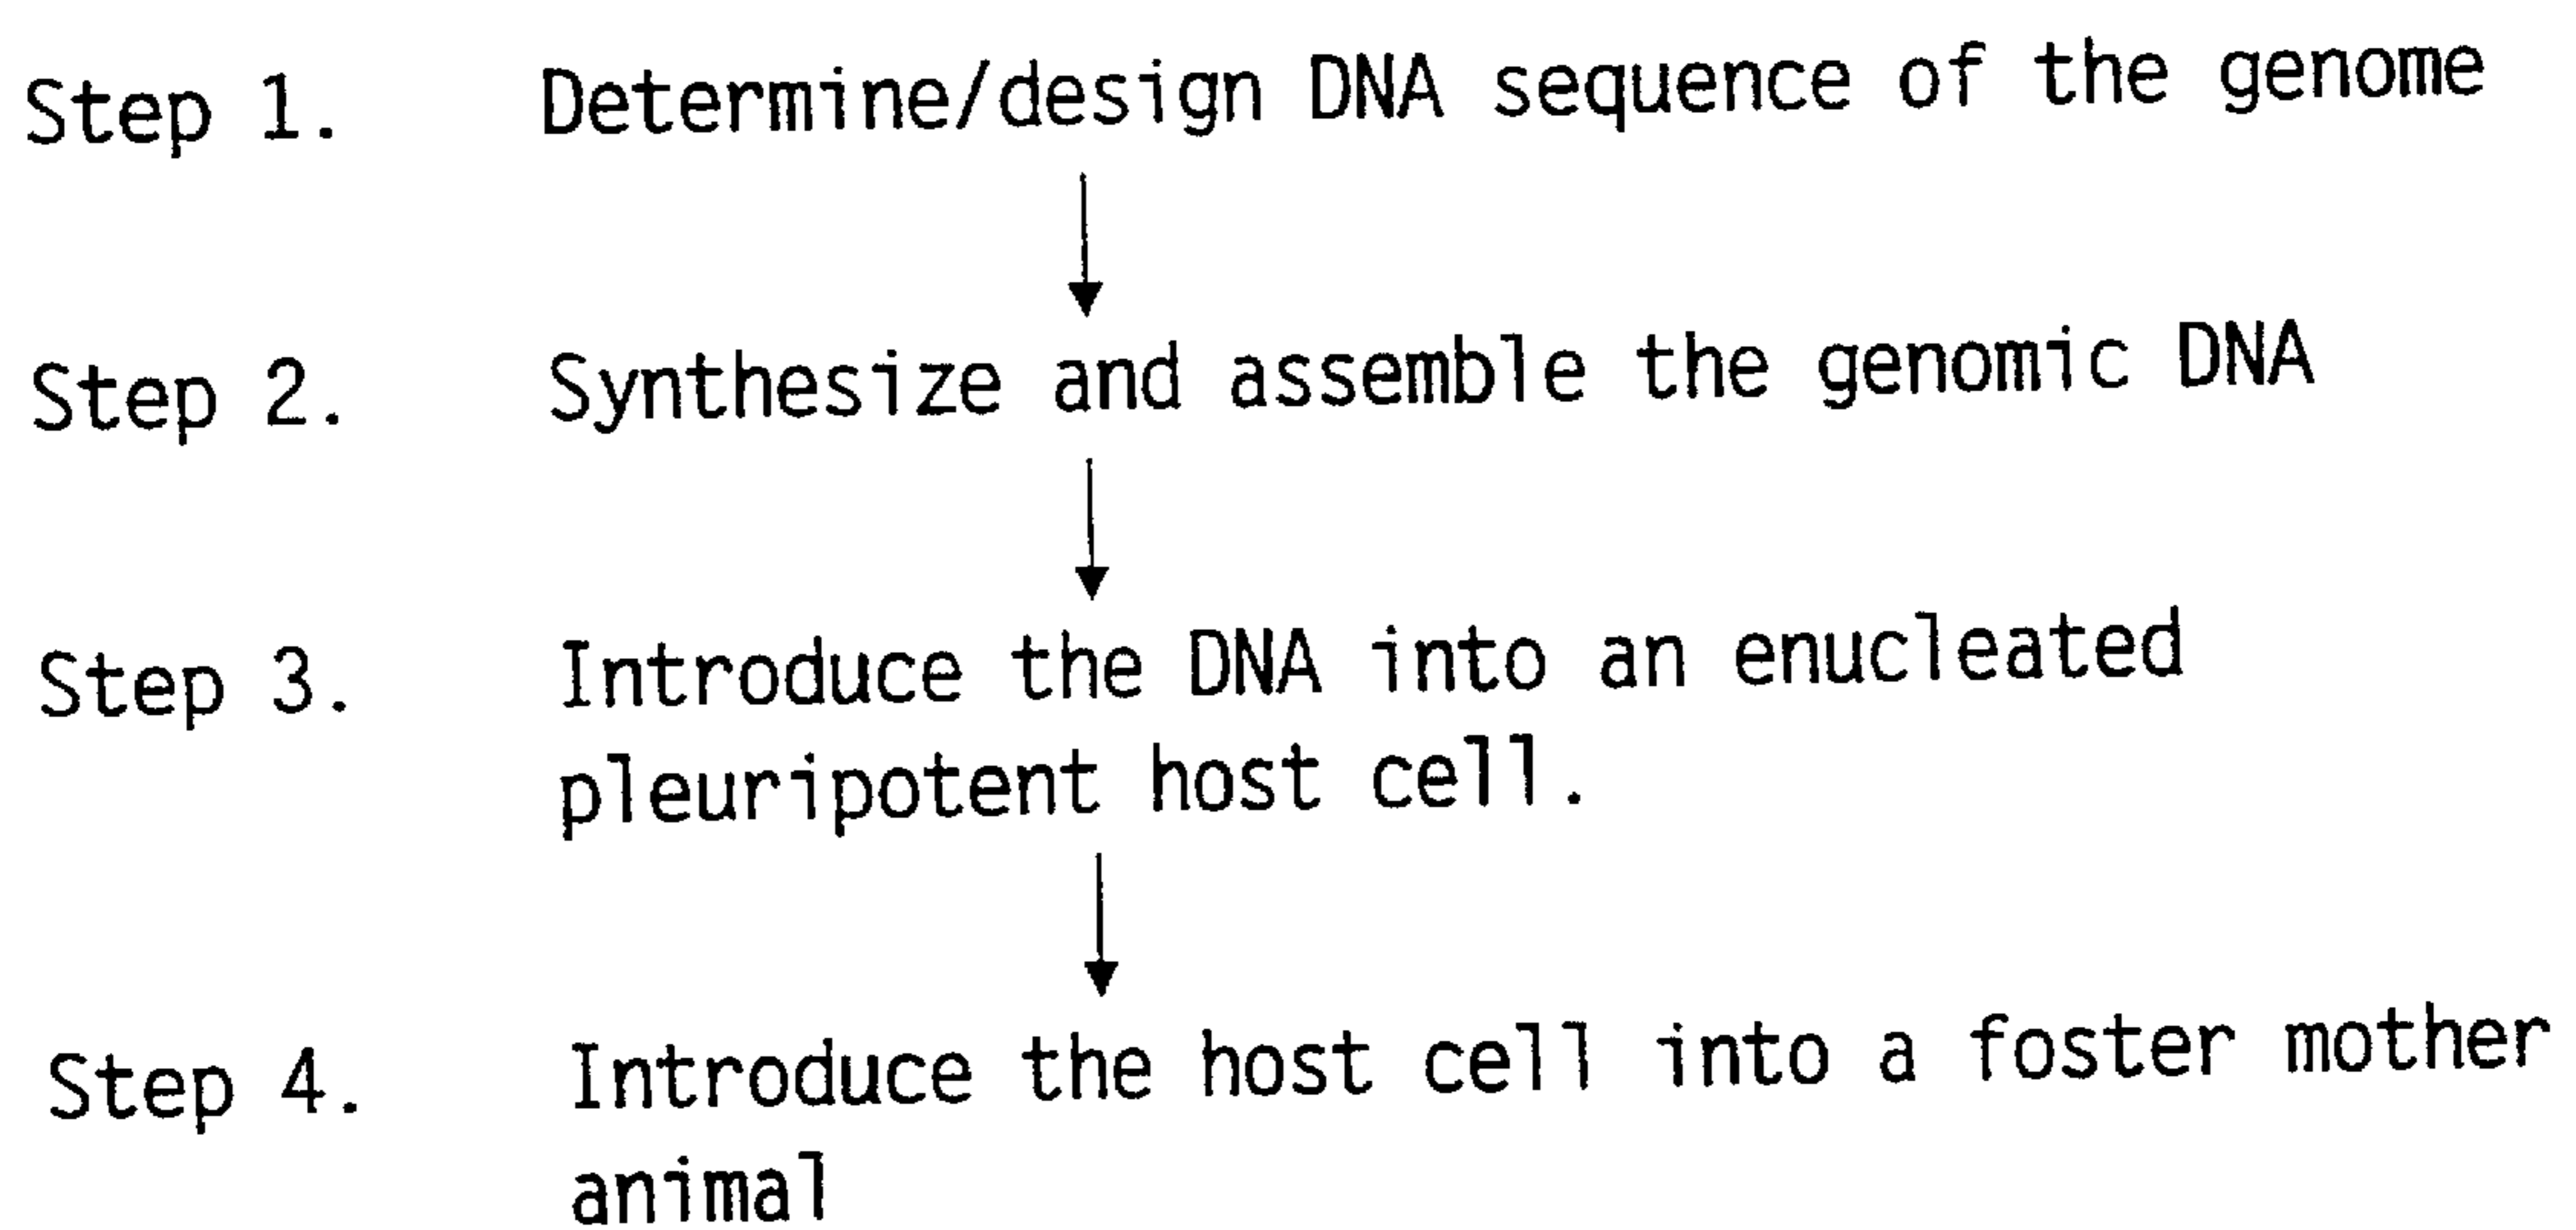 Step 1. Determine/design DNA sequence of the genome
Step 2. Synthesize and assemble the genomic DNA
Step 3. Introduce the DNA into an enucleated
pleuripotent host cell.
Step 4. Introduce the host cell into a foster mother
animal